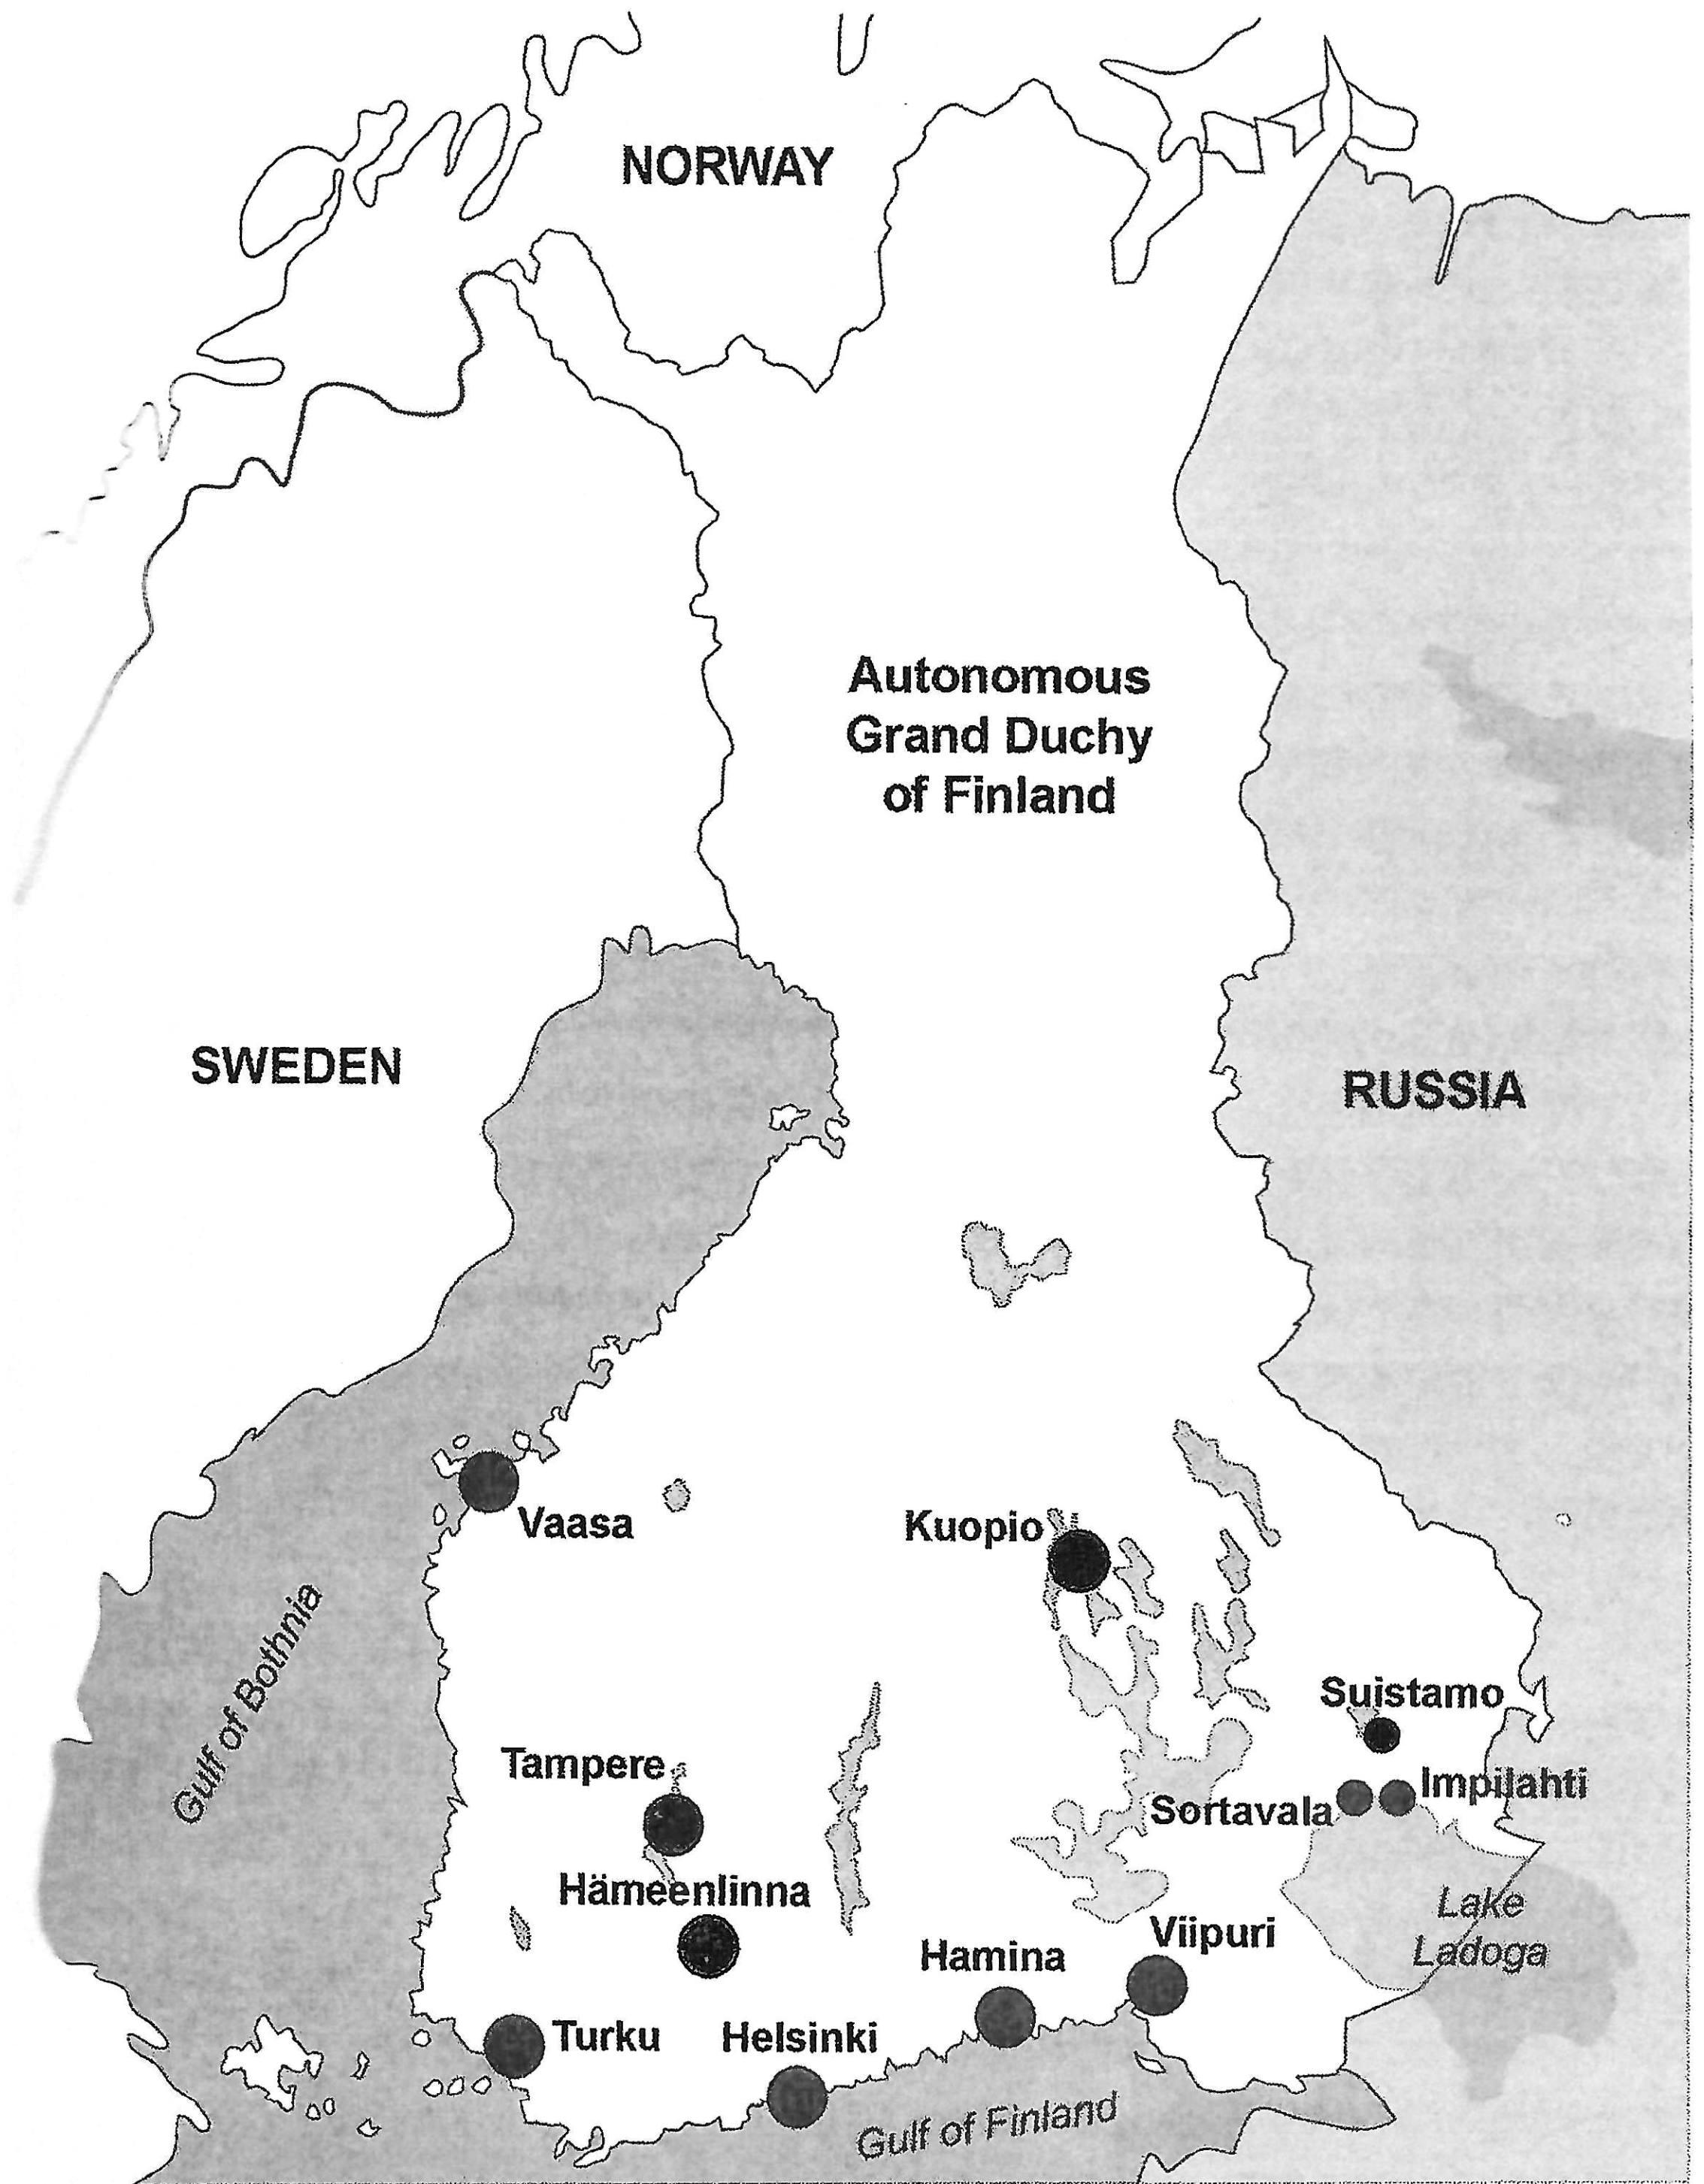 NORWAY
Autonomous
Grand Duchy
of Finland
SWEDEN
RUSSIA
Vaasa
Kuopio
Gulf of Bothnia
Suistamo
Tampere
Impilahti
Sortavala
Hämeenlinna
Lake
Ladoga
Viipuri
Hamina
Turku
Helsinki
Gulf of Finland